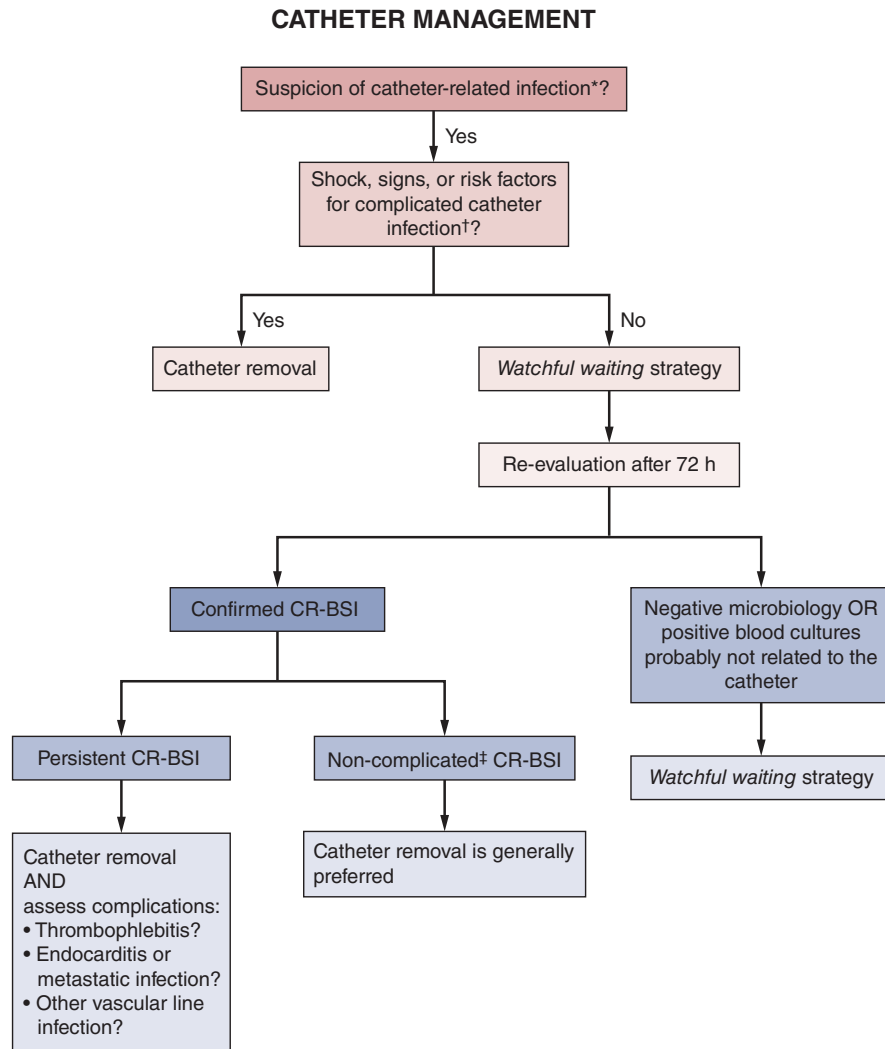 CATHETER MANAGEMENT
Suspicion of catheter-related infection*?
Yes
Shock, signs, or risk factors
for complicated catheter
infection†?
Yes
No
Catheter removal
Watchful waiting strategy
Re-evaluation after 72 h
Confirmed CR-BSI
Negative microbiology OR
positive blood cultures
probably not related to the
catheter
Persistent CR-BSI
Non-complicated‡ CR-BSI
Watchful waiting strategy
Catheter removal
AND
assess complications:
• Thrombophlebitis?
• Endocarditis or
metastatic infection?
• Other vascular line
infection?
Catheter removal is generally
preferred